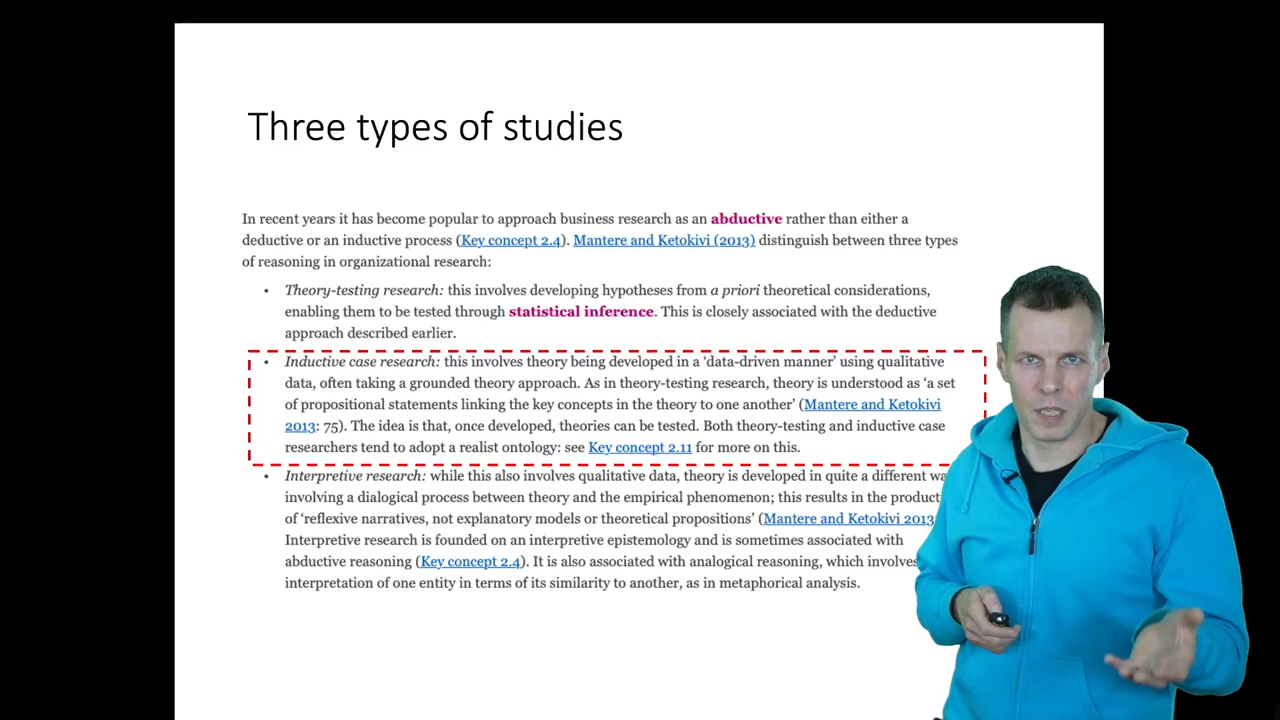 Three types of studies
In recent years it has become popular to approach business research as an abductive rather than either a
deductive or an inductive process (Key concept 2.4). Mantere and Ketokivi (2013) distinguish between three types
of reasoning in organizational research:
• Theory-testing research: this involves developing hypotheses from a priori theoretical considerations,
enabling them to be tested through statistical inference. This is closely associated with the deductive
approach described earlier.
• Inductive case research: this involves theory being developed in a ‘data-driven manner’ using qualitative
data, often taking a grounded theory approach. As in theory-testing research, theory is understood as ‘a set
of propositional statements linking the key concepts in the theory to one another’ (Mantere and Ketokivi
2013: 75). The idea is that, once developed, theories can be tested. Both theory-testing and inductive case
researchers tend to adopt a realist ontology: see Key concept 2.11 for more on this.
• Interpretive research: while this also involves qualitative data, theory is developed in quite a different
involving a dialogical process between theory and the empirical phenomenon; this results in the
of ‘reflexive narratives, not explanatory models or theoretical propositions’ (Mantere and Ketokivi 2013
Interpretive research is founded on an interpretive epistemology and is sometimes associated with
abductive reasoning (Key concept 2.4). It is also associated with analogical reasoning, which involves
interpretation of one entity in terms of its similarity to another, as in metaphorical analysis.